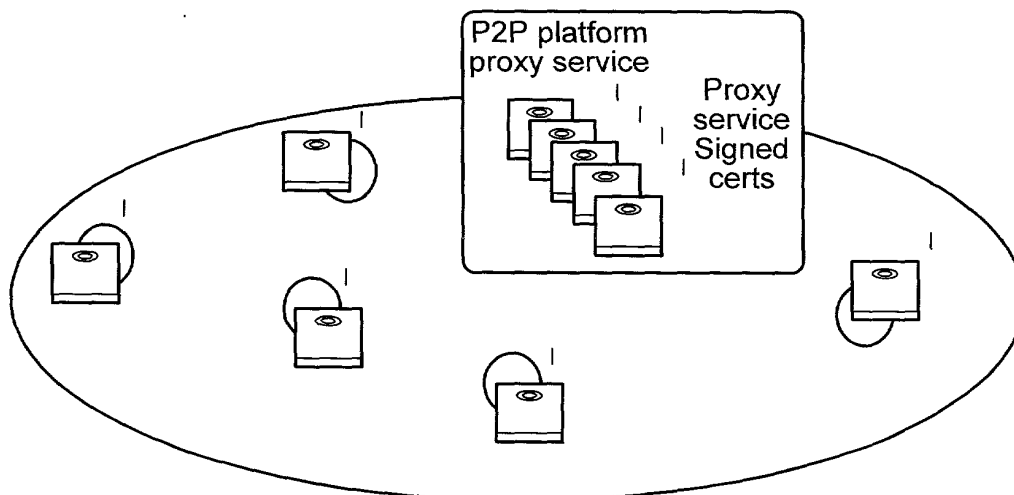 P2P platform
proxy service
Proxy
service
Signed
certs